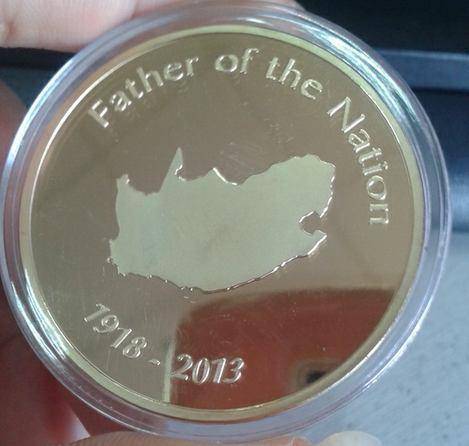 Father of the Nation
1918 - 2013